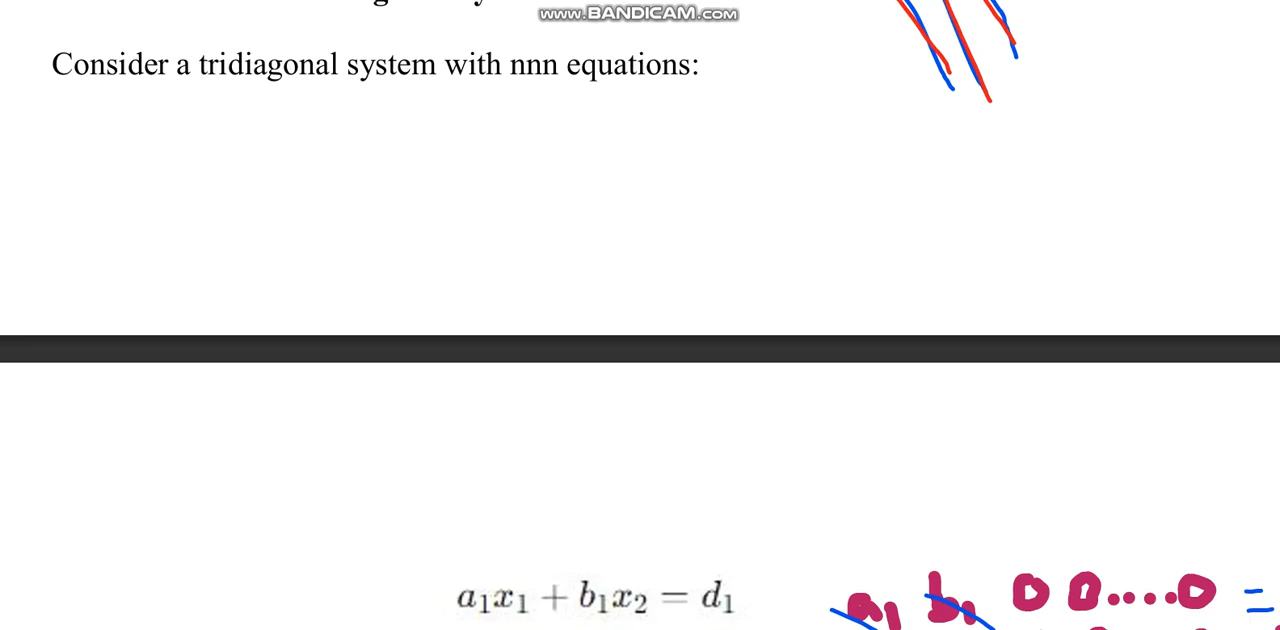 www.BANDICAM.com
Consider a tridiagonal system with nnn equations:
a₁x₁ + b₁x₂ = d₁
a₁ b₁ 0 0 .... 0 =